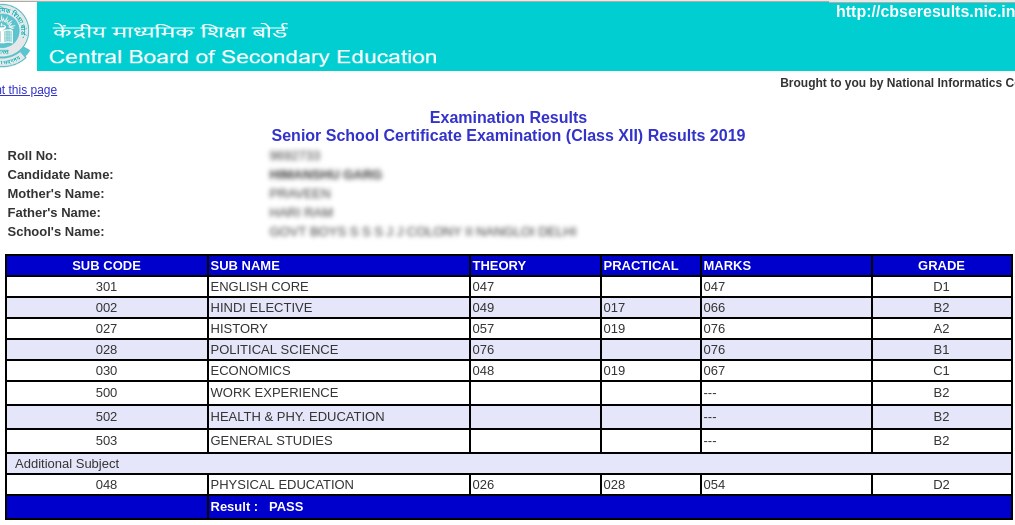 http://cbseresults.nic.in
केंद्रीय माध्यमिक शिक्षा बोर्ड
Central Board of Secondary Education
this page
Brought to you by National Informatics
Examination Results
Senior School Certificate Examination (Class XII) Results 2019
Roll No:
Candidate Name:
Mother's Name:
Father's Name:
School's Name:
SUB CODE SUB NAME THEORY PRACTICAL MARKS GRADE
301 ENGLISH CORE 047 047 D1
002 HINDI ELECTIVE 049 017 066 B2
027 HISTORY 057 019 076 A2
028 POLITICAL SCIENCE 076 076 B1
030 ECONOMICS 048 019 067 C1
500 WORK EXPERIENCE --- B2
502 HEALTH & PHY. EDUCATION --- B2
503 GENERAL STUDIES --- B2
Additional Subject
048 PHYSICAL EDUCATION 026 028 054 D2
Result : PASS